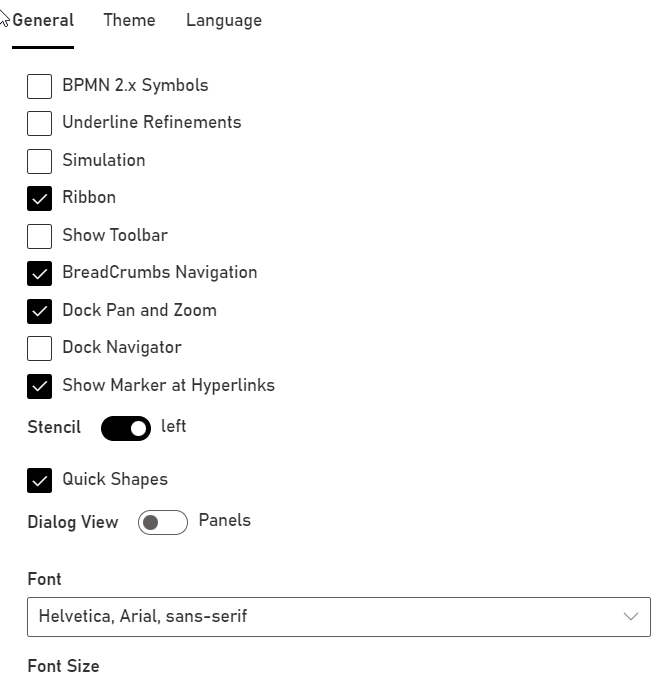 General Theme Language
BPMN 2.x Symbols
Underline Refinements
Simulation
Ribbon
Show Toolbar
BreadCrumbs Navigation
Dock Pan and Zoom
Dock Navigator
Show Marker at Hyperlinks
Stencil left
Quick Shapes
Dialog View Panels
Font
Helvetica, Arial, sans-serif
Font Size